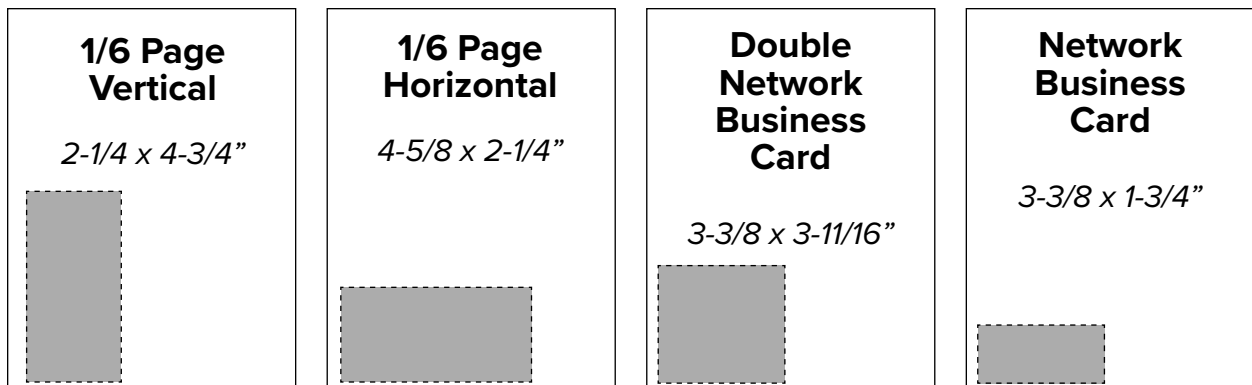 1/6 Page
Vertical
2-1/4 x 4-3/4”
1/6 Page
Horizontal
4-5/8 x 2-1/4”
Double
Network
Business
Card
3-3/8 x 3-11/16”
Network
Business
Card
3-3/8 x 1-3/4”